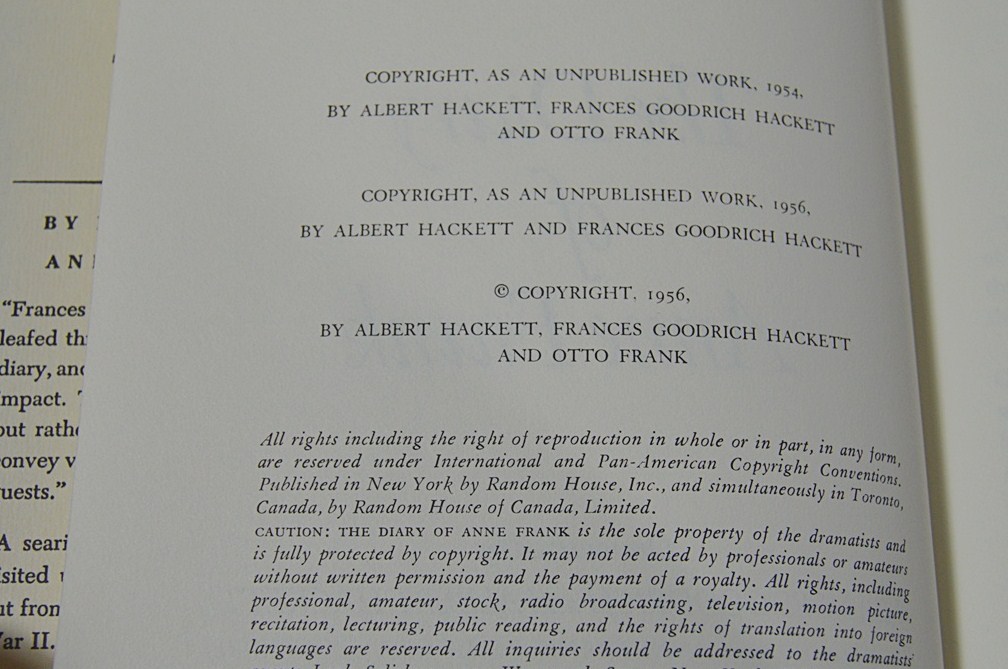 COPYRIGHT, AS AN UNPUBLISHED WORK, 1954,
BY ALBERT HACKETT, FRANCES GOODRICH HACKETT
AND OTTO FRANK
COPYRIGHT, AS AN UNPUBLISHED WORK, 1956,
BY ALBERT HACKETT AND FRANCES GOODRICH HACKETT
© COPYRIGHT, 1956,
BY ALBERT HACKETT, FRANCES GOODRICH HACKETT
AND OTTO FRANK
All rights including the right of reproduction in whole or in part, in any form,
are reserved under International and Pan-American Copyright Conventions.
Published in New York by Random House, Inc., and simultaneously in Toronto,
Canada, by Random House of Canada, Limited.
CAUTION: THE DIARY OF ANNE FRANK is the sole property of the dramatists and
is fully protected by copyright. It may not be acted by professionals or amateurs
without written permission and the payment of a royalty. All rights, including
professional, amateur, stock, radio broadcasting, television, motion picture,
recitation, lecturing, public reading, and the rights of translation into foreign
languages are reserved. All inquiries should be addressed to the dramatists'
BY
AN
“Frances
leafed th
diary, and
mpact.
out rath
onvey v
uests.”
A seari
isited
ut from
ar II.